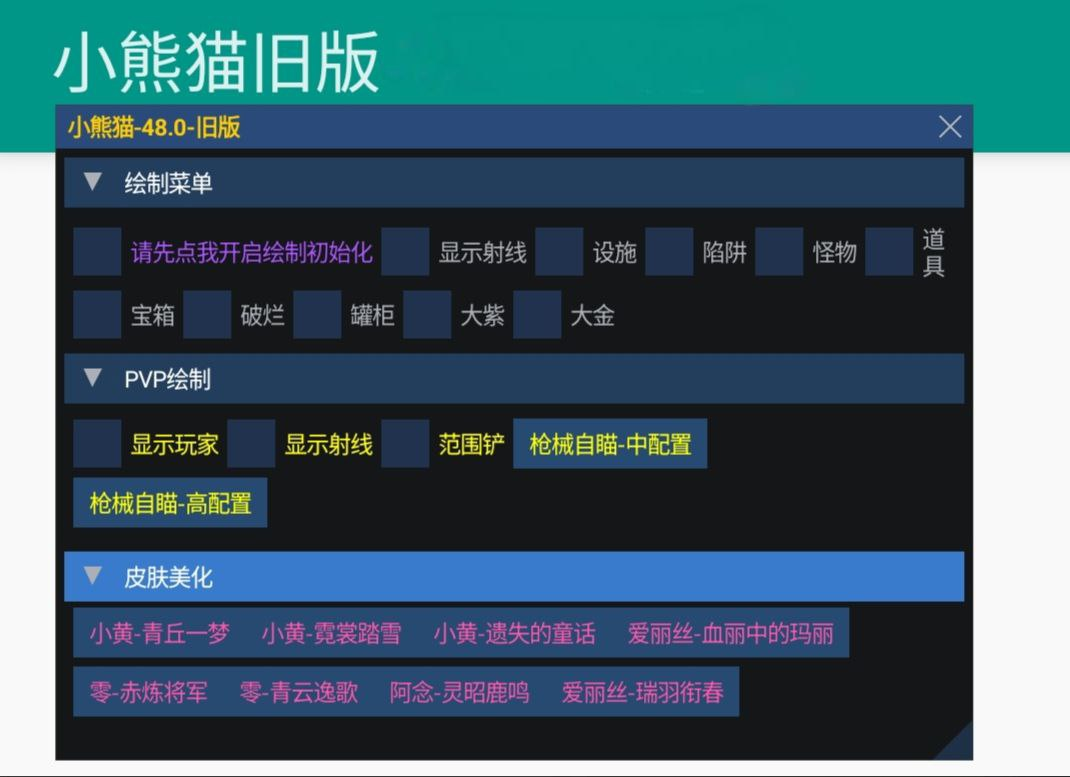 小熊猫旧版
小熊猫-48.0-旧版
绘制菜单
请先点我开启绘制初始化 显示射线 设施 陷阱 怪物 道具
宝箱 破烂 罐柜 大紫 大金
PVP绘制
显示玩家 显示射线 范围铲 枪械自瞄-中配置
枪械自瞄-高配置
皮肤美化
小黄-青丘一梦 小黄-霓裳踏雪 小黄-遗失的童话 爱丽丝-血丽中的玛丽
零-赤炼将军 零-青云逸歌 阿念-灵昭鹿鸣 爱丽丝-瑞羽衔春